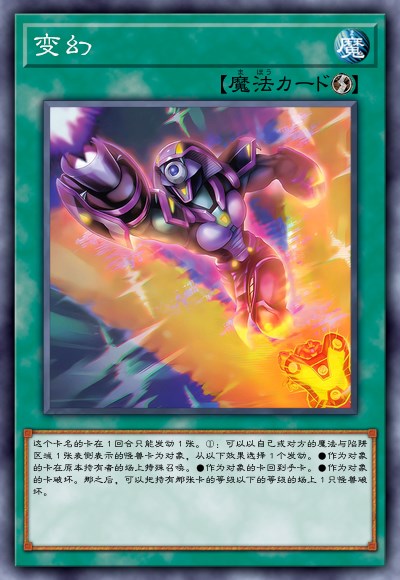 变幻
魔
【魔法カード】
まほう
这个卡名的卡在1回合只能发动1张。①：可以以自己或对方的魔法与陷阱
区域1张表侧表示的怪兽卡为对象，从以下效果选择1个发动。●作为对象
的卡在原本持有者的场上特殊召唤。●作为对象的卡回到手卡。●作为对象
的卡破坏。那之后，可以把持有那张卡的等级以下的等级的场上1只怪兽破
坏。